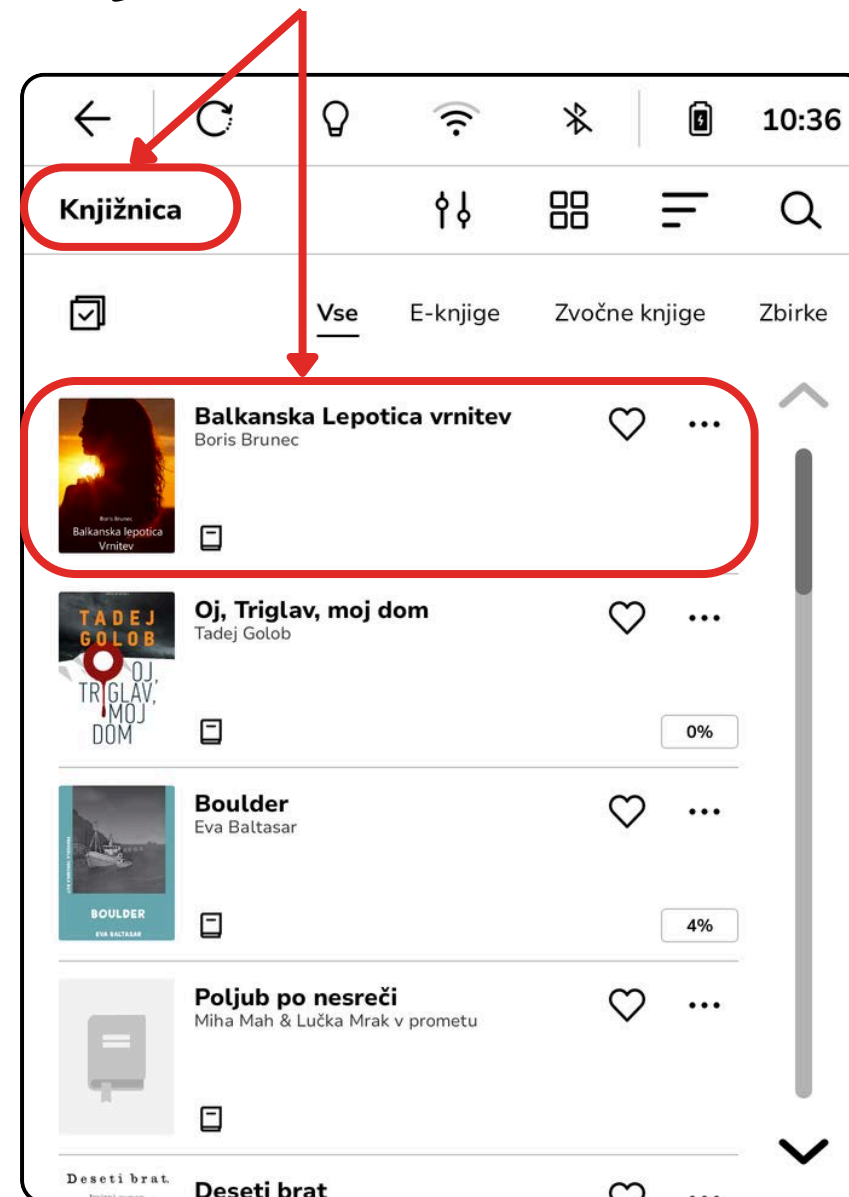 10:36
Knjižnica
Vse E-knjige Zvočne knjige Zbirke
Balkanska Lepotica vrnitev
Boris Brunec
Boris Brunec
Balkanska lepotica
Vrnitev
Oj, Triglav, moj dom
Tadej Golob
TADEJ
GOLOB
OJ,
TRIGLAV,
MOJ
DOM
0%
Boulder
Eva Baltasar
BOULDER
EVA BALTASAR
4%
Poljub po nesreči
Miha Mah & Lučka Mrak v prometu
Deseti brat
Deseti brat.